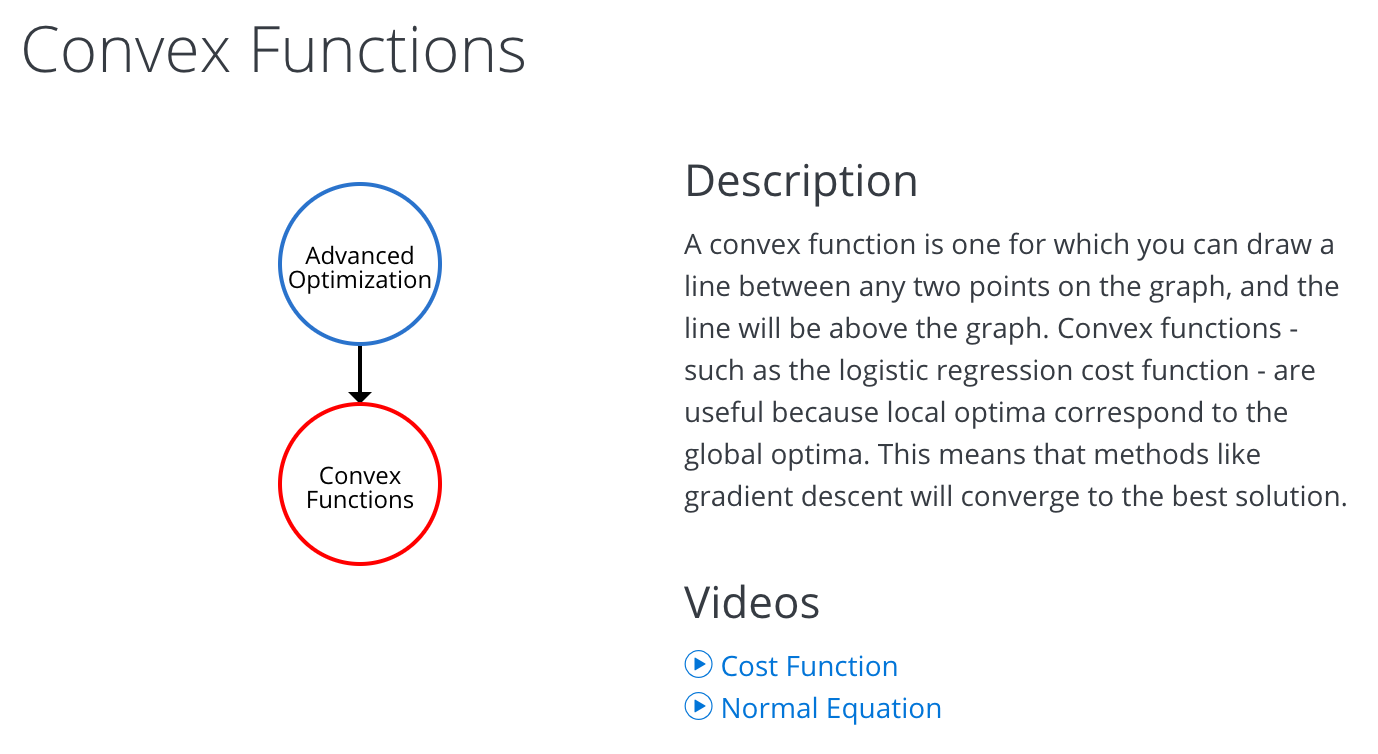 Convex Functions
Advanced
Optimization
Convex
Functions
Description
A convex function is one for which you can draw a
line between any two points on the graph, and the
line will be above the graph. Convex functions -
such as the logistic regression cost function - are
useful because local optima correspond to the
global optima. This means that methods like
gradient descent will converge to the best solution.
Videos
Cost Function
Normal Equation